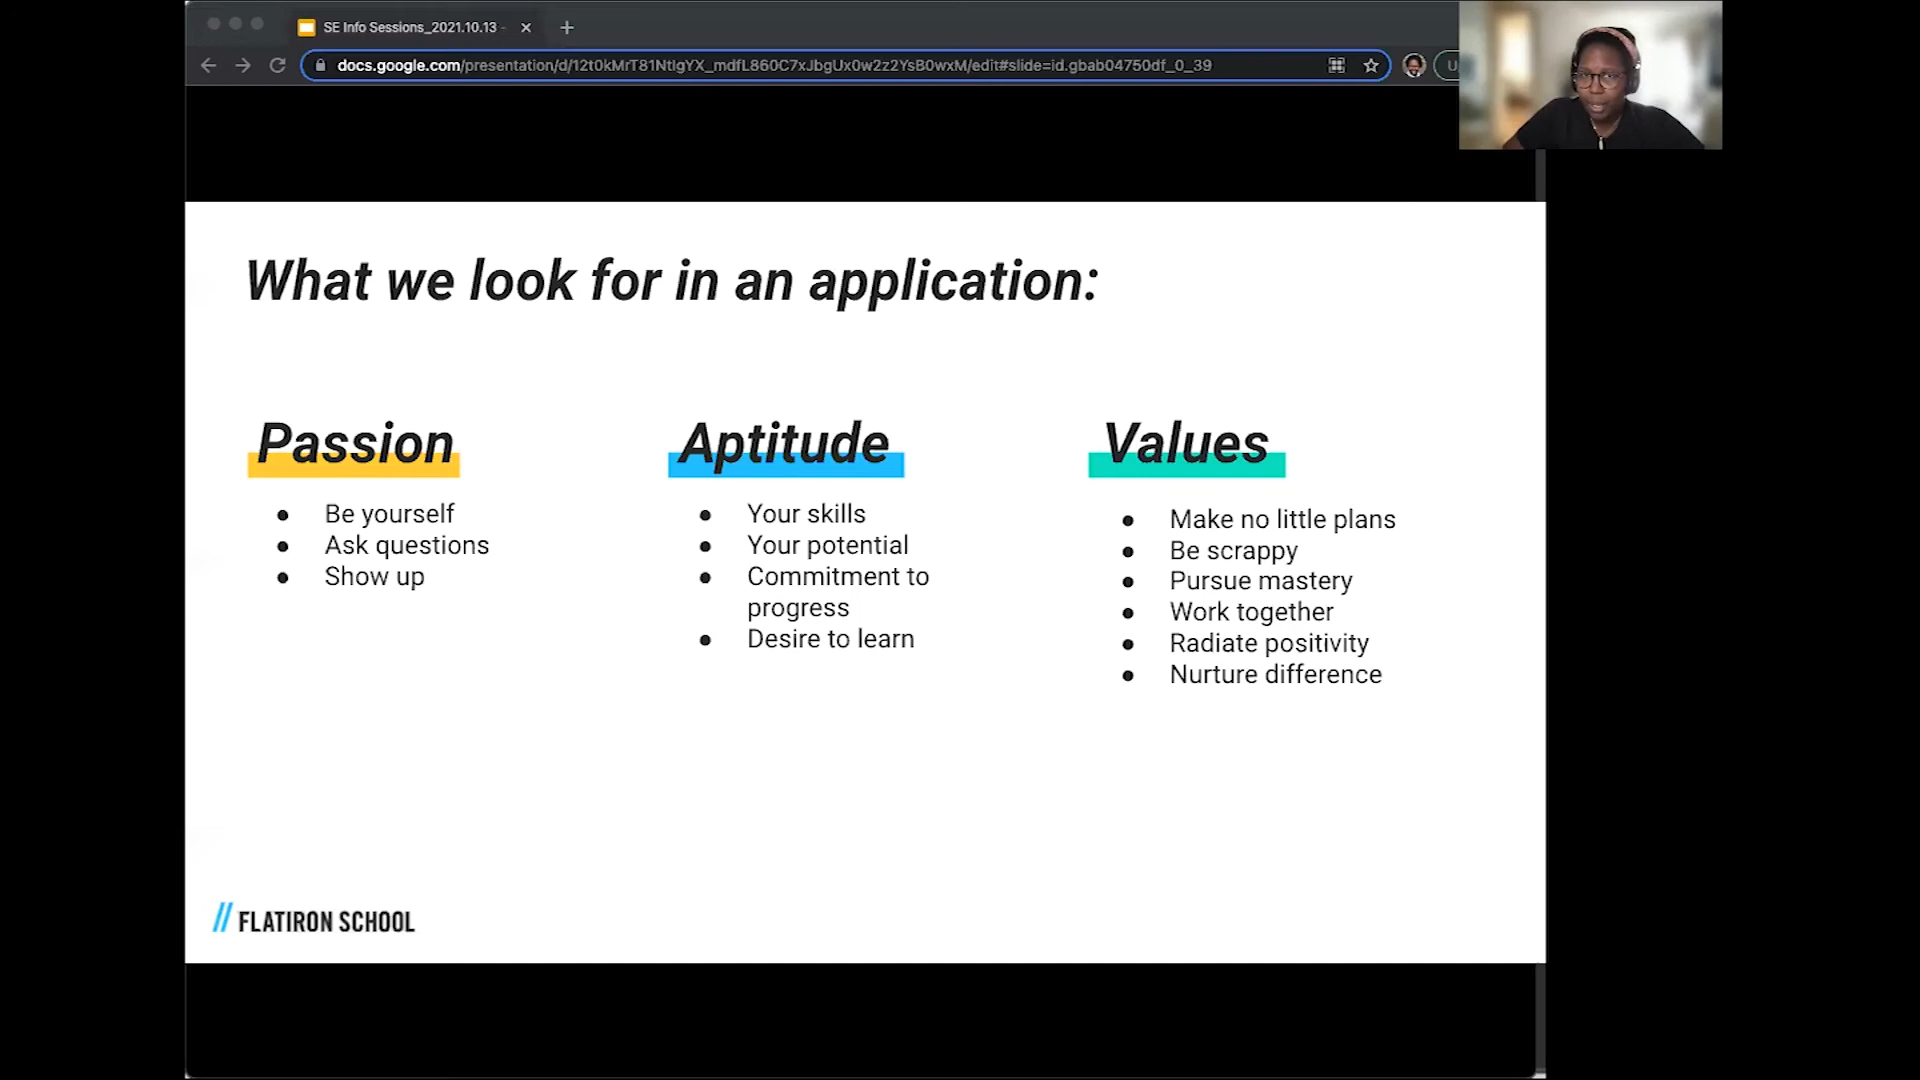 SE Info Sessions_2021.10.13 -
docs.google.com/presentation/d/12t0kMrT81NtlgYX_mdfL860C7xJbgUx0w2z2YsB0wxM/edit#slide=id.gbab04750df_0_39
U
What we look for in an application:
Passion
Be yourself
Ask questions
Show up
Aptitude
Your skills
Your potential
Commitment to
progress
Desire to learn
Values
Make no little plans
Be scrappy
Pursue mastery
Work together
Radiate positivity
Nurture difference
// FLATIRON SCHOOL